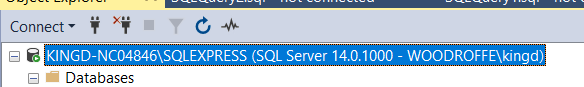 Connect
KINGD-NC04846\SQLEXPRESS (SQL Server 14.0.1000 - WOODROFFE\kingd)
Databases